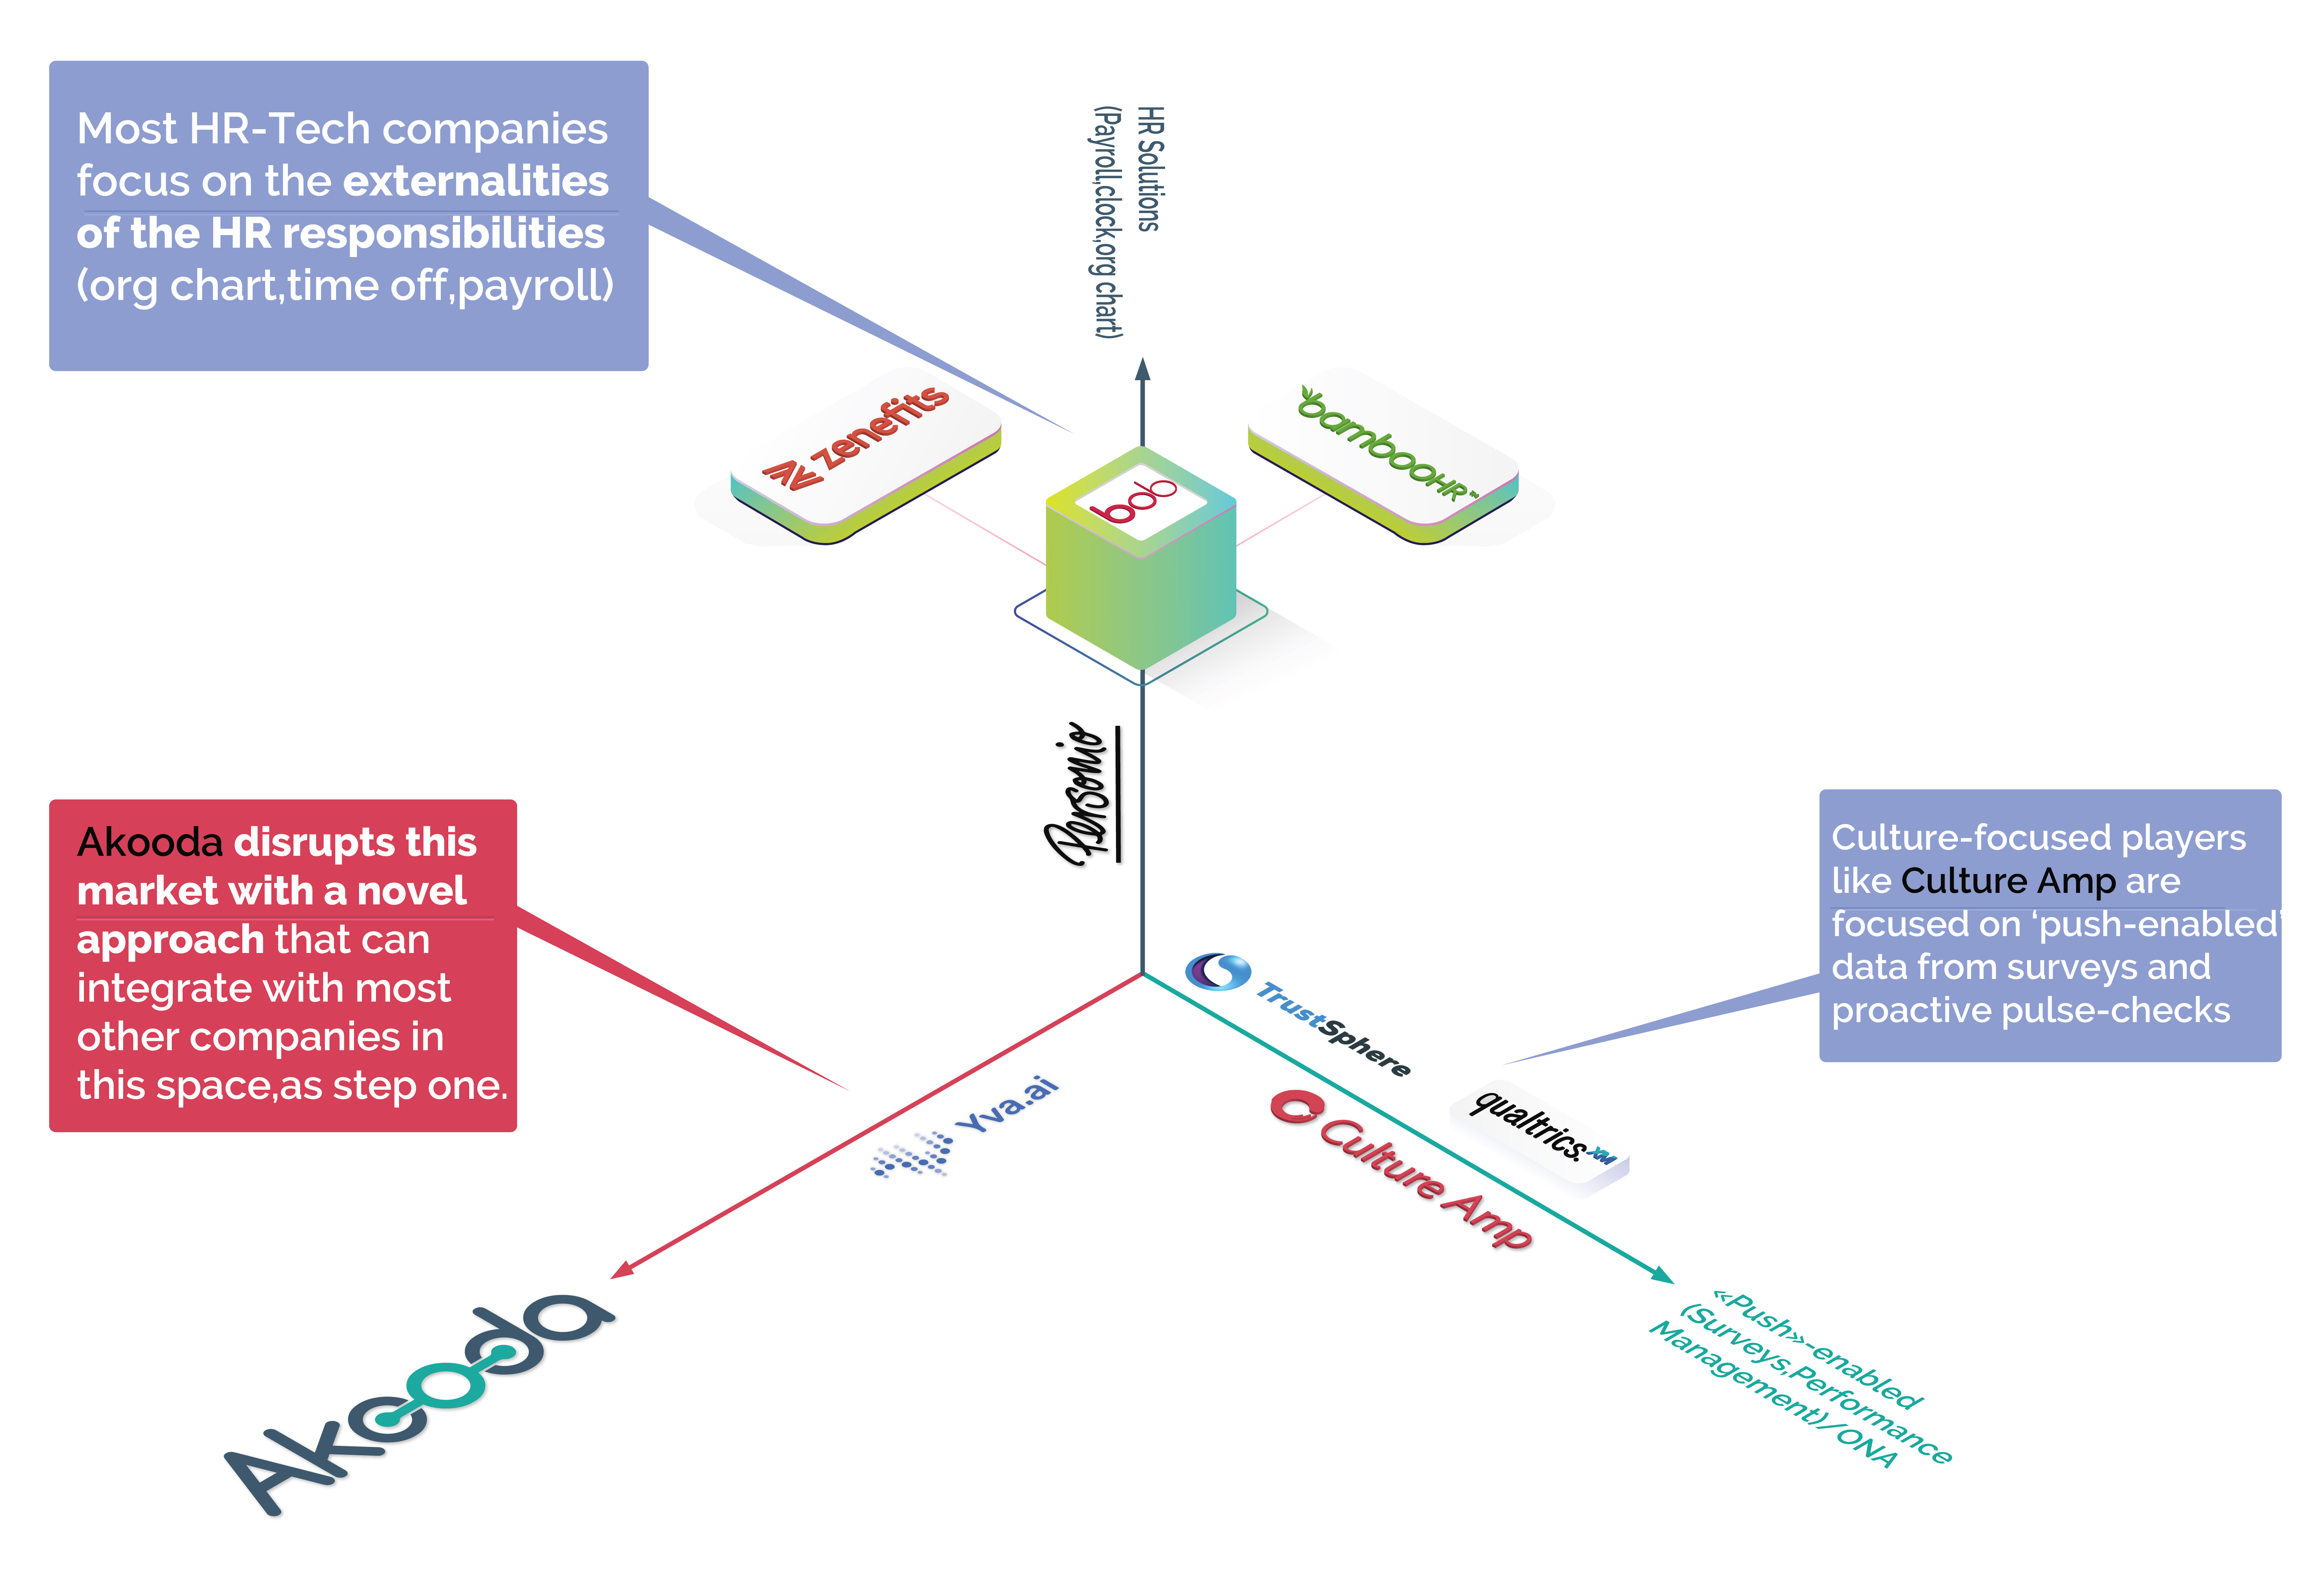 Most HR-Tech companies
focus on the externalities
of the HR responsibilities
(org chart,time off,payroll)
HR Solutions
(Payroll,clock,org chart)
zenefits
bambooHR™
bob
Personio
Akooda disrupts this
market with a novel
approach that can
integrate with most
other companies in
this space,as step one.
Culture-focused players
like Culture Amp are
focused on ‘push-enabled’
data from surveys and
proactive pulse-checks
TrustSphere
Yva.ai
Culture Amp
qualtrics.XM
Akooda
«Push»-enabled
(Surveys,Performance
Management)/ONA